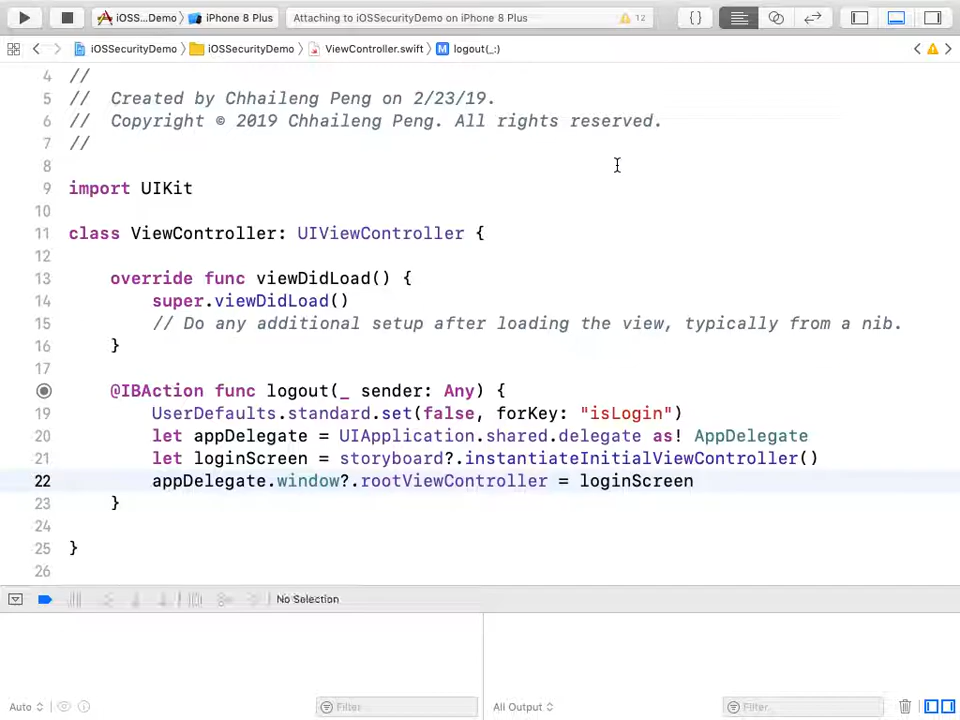 iOSS...Demo iPhone 8 Plus Attaching to iOSSecurityDemo on iPhone 8 Plus 12
iOSSecurityDemo iOSSecurityDemo ViewController.swift M logout(_:)
4 //
5 //  Created by Chhaileng Peng on 2/23/19.
6 //  Copyright © 2019 Chhaileng Peng. All rights reserved.
7 //
8
9 import UIKit
10
11 class ViewController: UIViewController {
12
13     override func viewDidLoad() {
14         super.viewDidLoad()
15         // Do any additional setup after loading the view, typically from a nib.
16     }
17
@IBAction func logout(_ sender: Any) {
19         UserDefaults.standard.set(false, forKey: "isLogin")
20         let appDelegate = UIApplication.shared.delegate as! AppDelegate
21         let loginScreen = storyboard?.instantiateInitialViewController()
22         appDelegate.window?.rootViewController = loginScreen
23     }
24
25 }
26
No Selection
Auto Filter All Output Filter